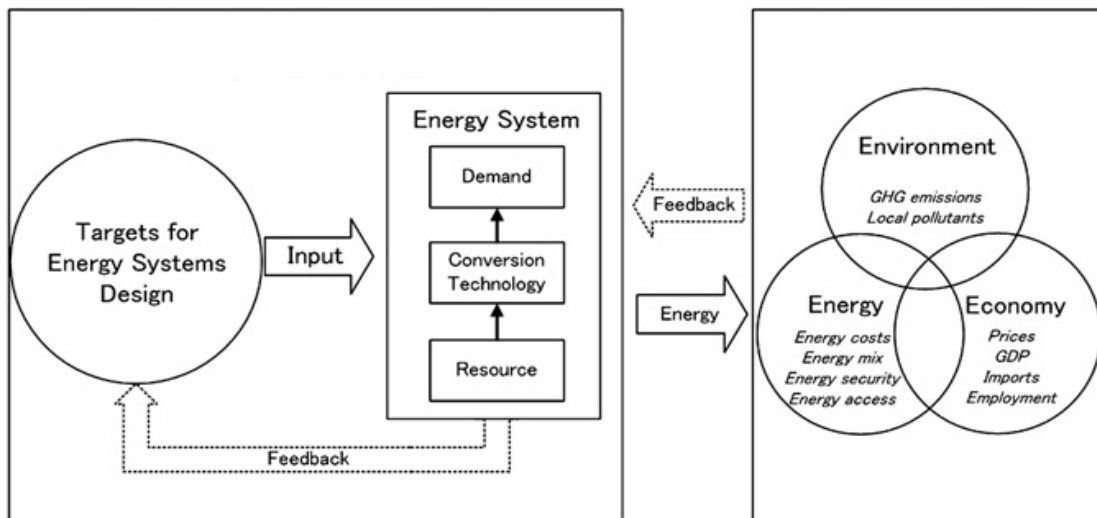 Targets for
Energy Systems
Design
Input
Energy System
Demand
Conversion
Technology
Resource
Feedback
Feedback
Energy
Environment
GHG emissions
Local pollutants
Energy
Energy costs
Energy mix
Energy security
Energy access
Economy
Prices
GDP
Imports
Employment